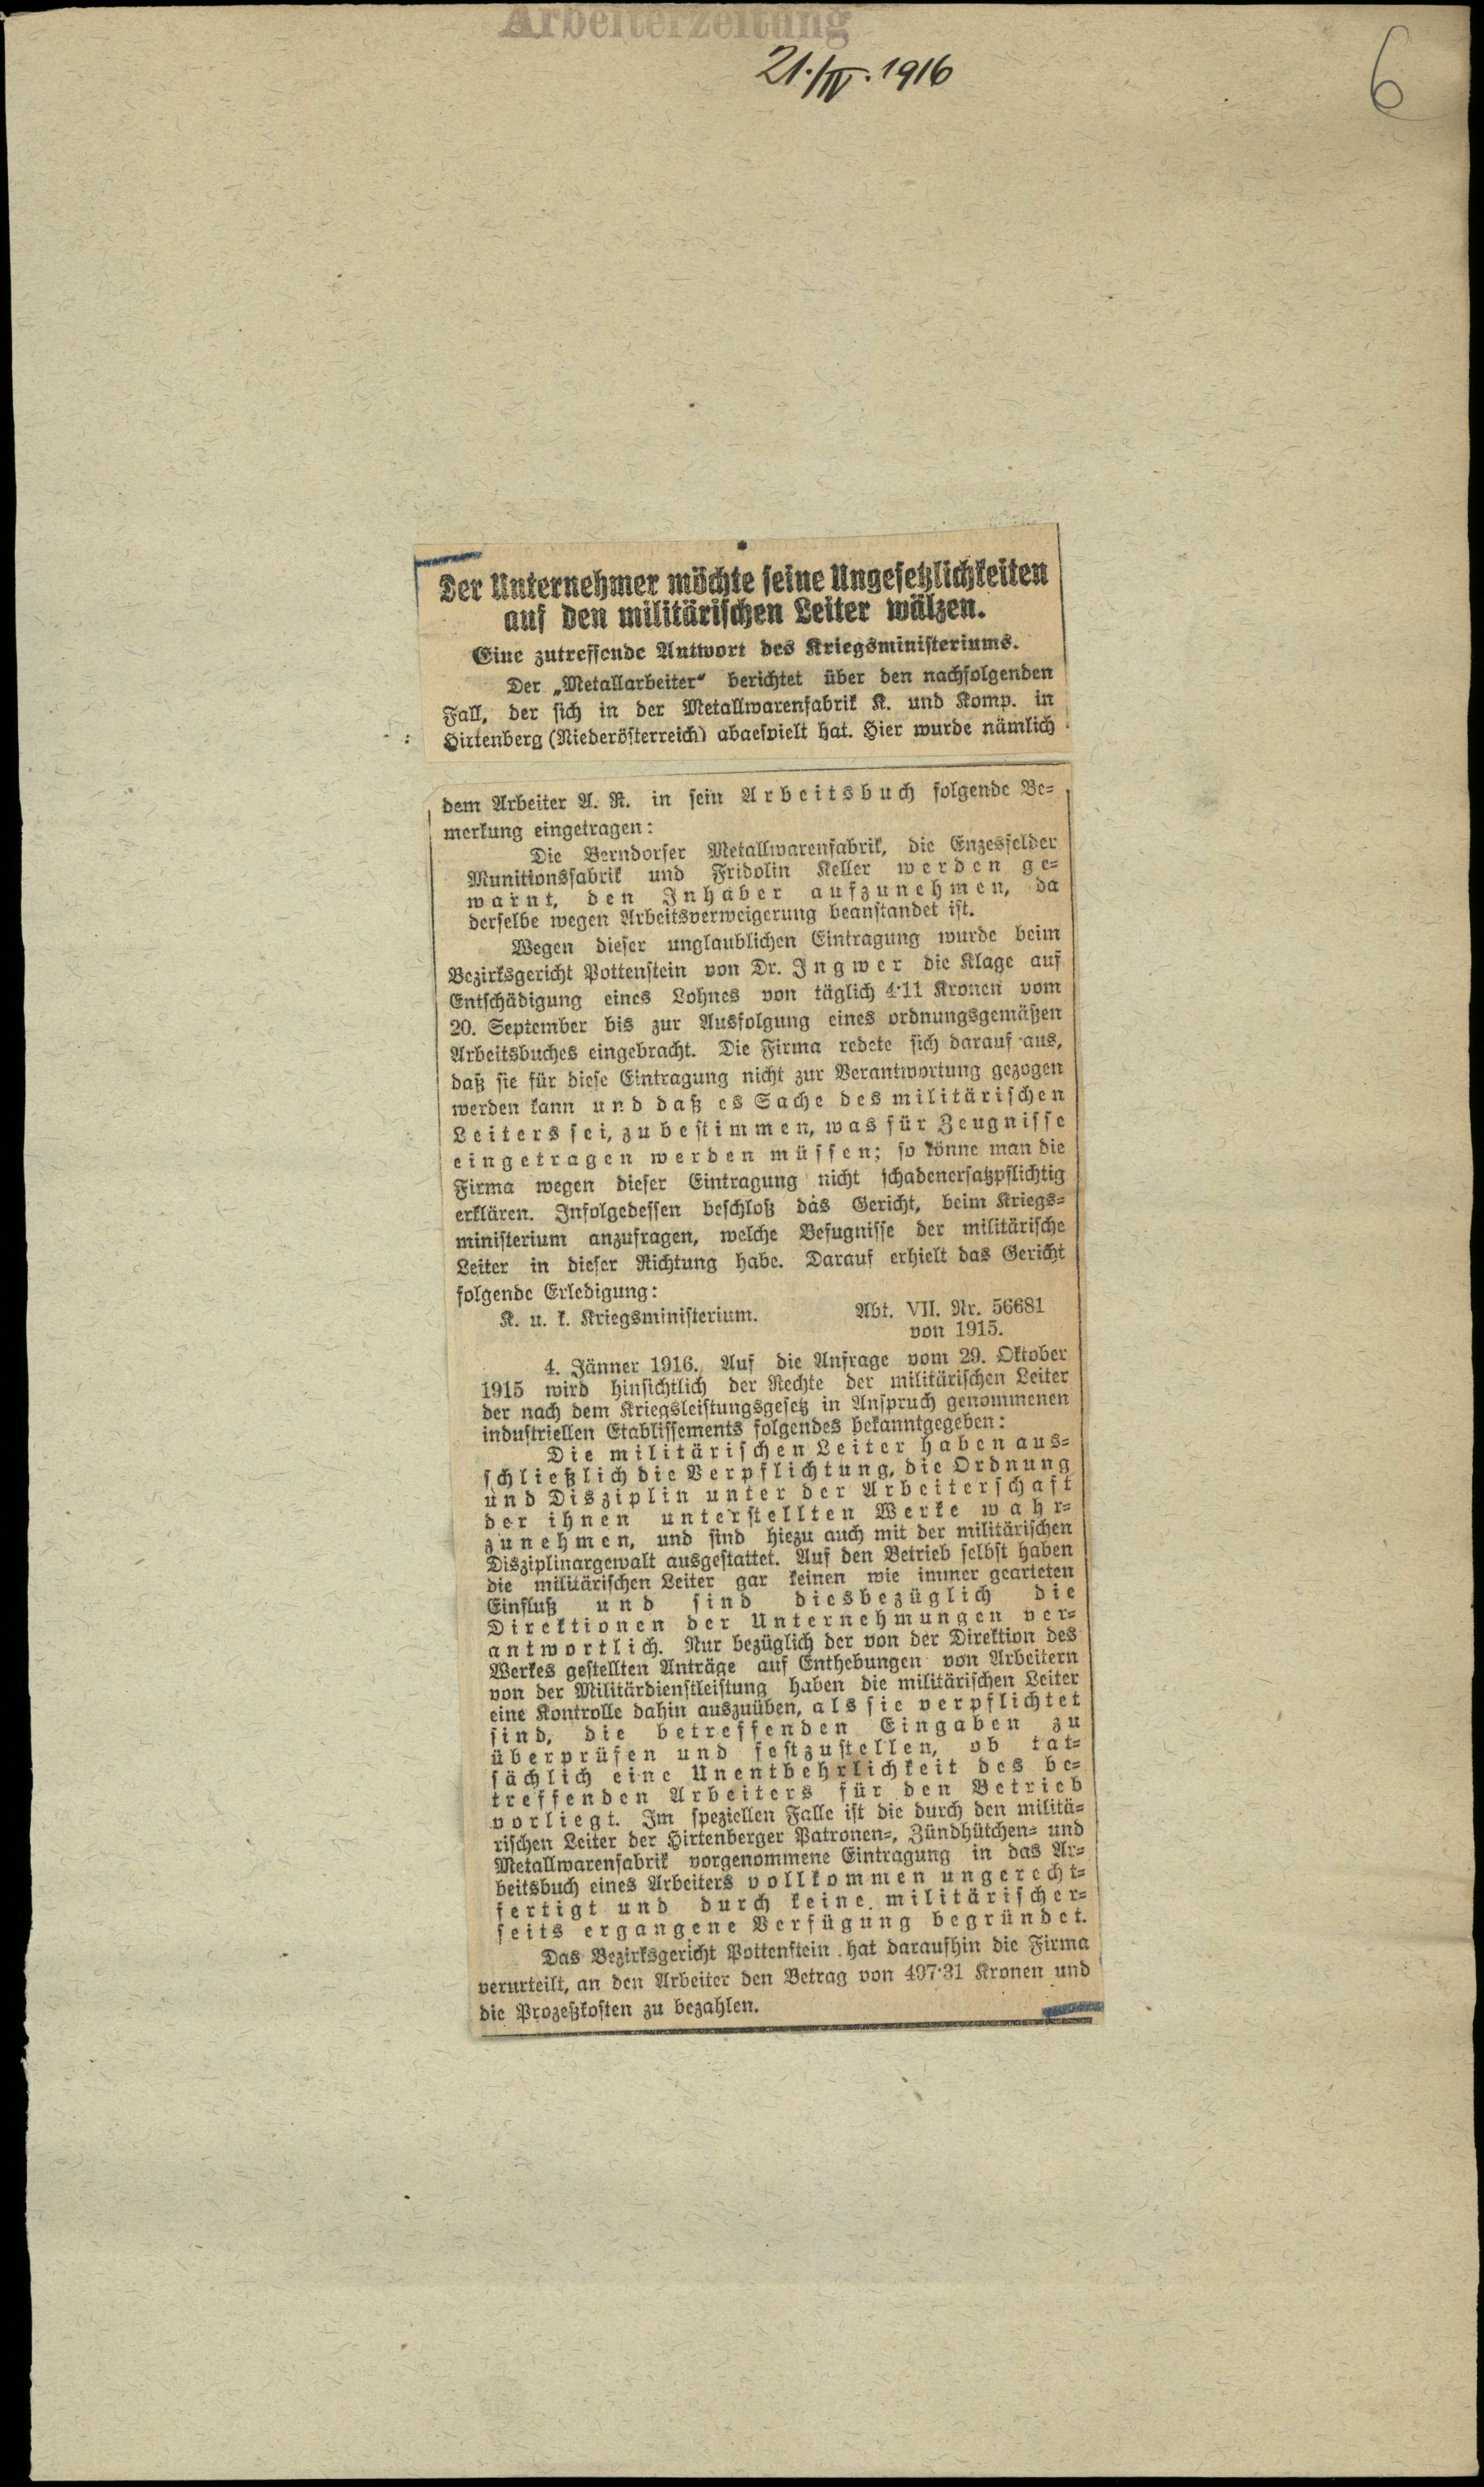 Arbeiterzeitung
21./IV. 1916
6
Der Unternehmer möchte seine Ungesetzlichkeiten
auf den militärischen Leiter wälzen.
Eine zutreffende Antwort des Kriegsministeriums.
Der „Metallarbeiter“ berichtet über den nachfolgenden
Fall, der sich in der Metallwarenfabrik K. und Komp. in
Hirtenberg (Niederösterreich) abgespielt hat. Hier wurde nämlich
dem Arbeiter A. R. in sein Arbeitsbuch folgende Be-
merkung eingetragen:
Die Berndorfer Metallwarenfabrik, die Enzesfelder
Munitionsfabrik und Fridolin Keller werden ge-
warnt, den Inhaber aufzunehmen, da
derselbe wegen Arbeitsverweigerung beanstandet ist.
Wegen dieser unglaublichen Eintragung wurde beim
Bezirksgericht Pottenstein von Dr. Ingwer die Klage auf
Entschädigung eines Lohnes von täglich 4·11 Kronen vom
20. September bis zur Ausfolgung eines ordnungsgemäßen
Arbeitsbuches eingebracht. Die Firma redete sich darauf aus,
daß sie für diese Eintragung nicht zur Verantwortung gezogen
werden kann und daß es Sache des militärischen
Leiters sei, zu bestimmen, was für Zeugnisse
eingetragen werden müssen; so könne man die
Firma wegen dieser Eintragung nicht schadenersatzpflichtig
erklären. Infolgedessen beschloß das Gericht, beim Kriegs-
ministerium anzufragen, welche Befugnisse der militärische
Leiter in dieser Richtung habe. Darauf erhielt das Gericht
folgende Erledigung:
K. u. k. Kriegsministerium. Abt. VII. Nr. 56681
von 1915.
4. Jänner 1916. Auf die Anfrage vom 29. Oktober
1915 wird hinsichtlich der Rechte der militärischen Leiter
der nach dem Kriegsleistungsgesetz in Anspruch genommenen
industriellen Etablissements folgendes bekanntgegeben:
Die militärischen Leiter haben aus-
schließlich die Verpflichtung, die Ordnung
und Disziplin unter der Arbeiterschaft
der ihnen unterstellten Werke wahr-
zunehmen, und sind hiezu auch mit der militärischen
Disziplinargewalt ausgestattet. Auf den Betrieb selbst haben
die militärischen Leiter gar keinen wie immer gearteten
Einfluß und sind diesbezüglich die
Direktionen der Unternehmungen ver-
antwortlich. Nur bezüglich der von der Direktion des
Werkes gestellten Anträge auf Enthebungen von Arbeitern
von der Militärdienstleistung haben die militärischen Leiter
eine Kontrolle dahin auszuüben, als sie verpflichtet
sind, die betreffenden Eingaben zu
überprüfen und festzustellen, ob tat-
sächlich eine Unentbehrlichkeit des be-
treffenden Arbeiters für den Betrieb
vorliegt. Im speziellen Falle ist die durch den militä-
rischen Leiter der Hirtenberger Patronen-, Zündhütchen- und
Metallwarenfabrik vorgenommene Eintragung in das Ar-
beitsbuch eines Arbeiters vollkommen ungerecht-
fertigt und durch keine militärischer-
seits ergangene Verfügung begründet.
Das Bezirksgericht Pottenstein hat daraufhin die Firma
verurteilt, an den Arbeiter den Betrag von 497·31 Kronen und
die Prozeßkosten zu bezahlen.